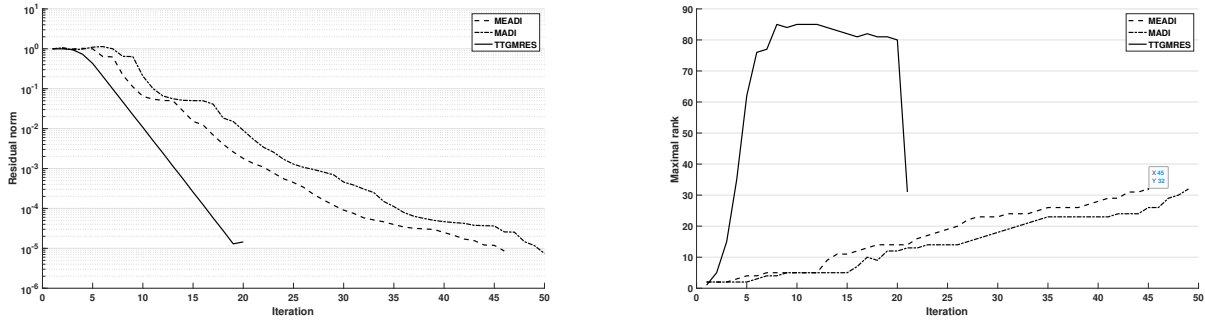 MEADI
MADI
TTGMRES
10^0
10^-1
10^-2
10^-3
10^-4
10^-5
10^-6
Residual norm
0 5 10 15 20 25 30 35 40 45 50
Iteration
MEADI
MADI
TTGMRES
90
80
70
60
50
40
30
20
10
0
Maximal rank
X 45
Y 32
0 5 10 15 20 25 30 35 40 45 50
Iteration
10^1